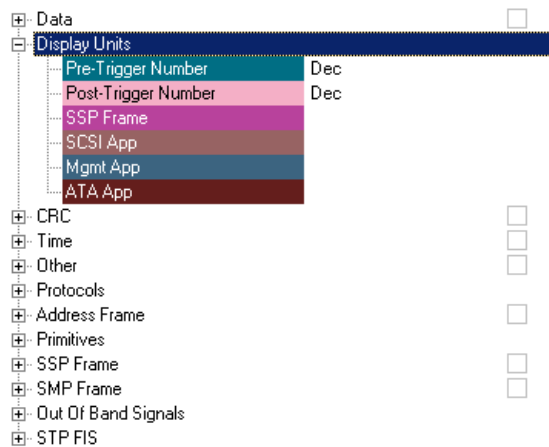 Data
Display Units
Pre-Trigger Number Dec
Post-Trigger Number Dec
SSP Frame
SCSI App
Mgmt App
ATA App
CRC
Time
Other
Protocols
Address Frame
Primitives
SSP Frame
SMP Frame
Out Of Band Signals
STP FIS